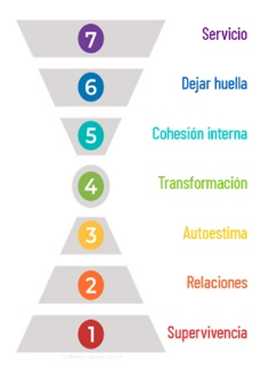 7 Servicio
6 Dejar huella
5 Cohesión interna
4 Transformación
3 Autoestima
2 Relaciones
1 Supervivencia